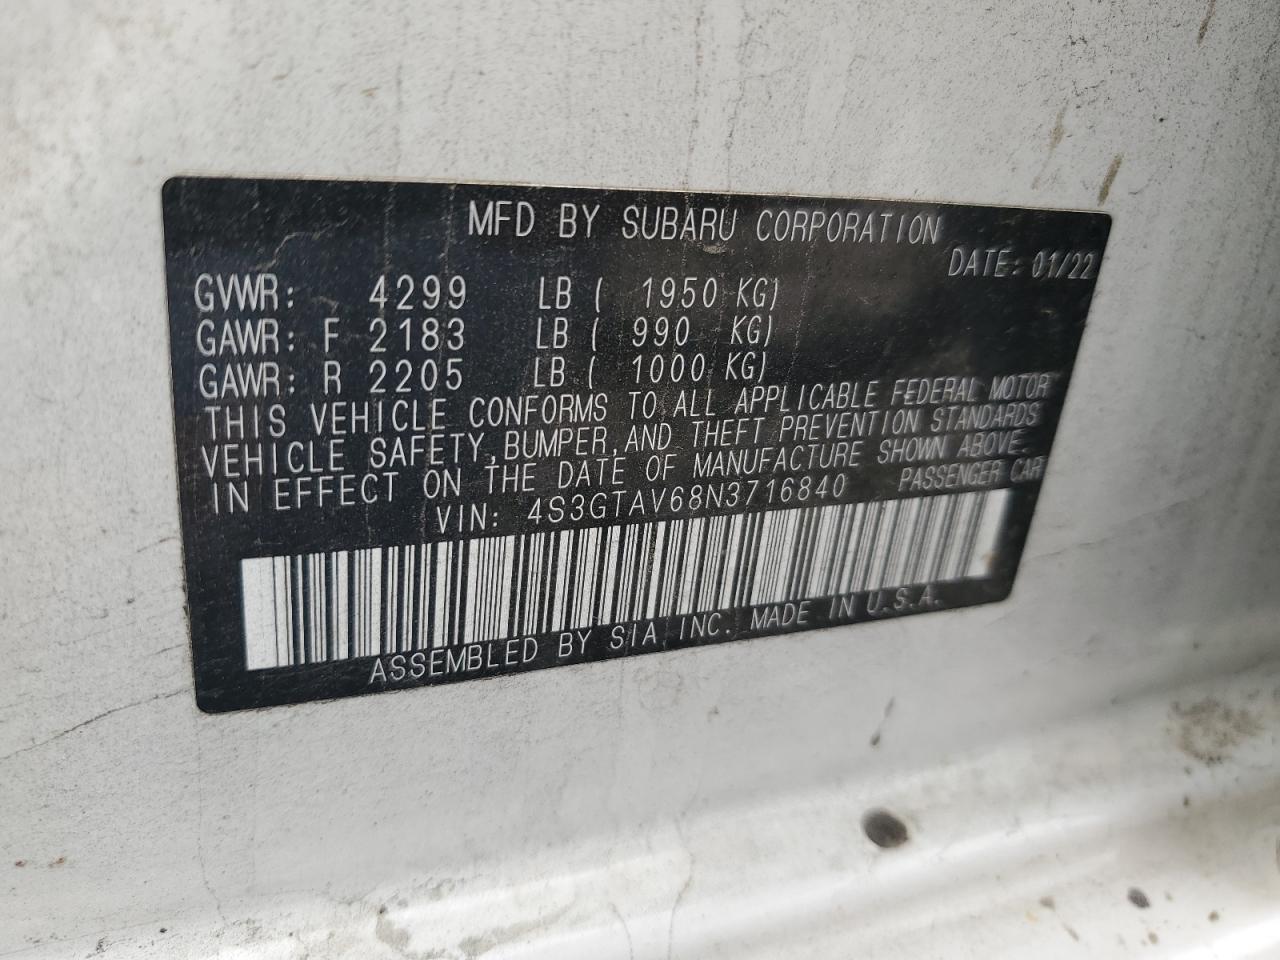 MFD BY SUBARU CORPORATION
DATE: 01/22
GVWR: 4299 LB ( 1950 KG)
GAWR: F 2183 LB ( 990 KG)
GAWR: R 2205 LB ( 1000 KG)
THIS VEHICLE CONFORMS TO ALL APPLICABLE FEDERAL MOTOR
VEHICLE SAFETY, BUMPER, AND THEFT PREVENTION STANDARDS
IN EFFECT ON THE DATE OF MANUFACTURE SHOWN ABOVE.
VIN: 4S3GTAV68N3716840 PASSENGER CAR
ASSEMBLED BY SIA INC. MADE IN U.S.A.